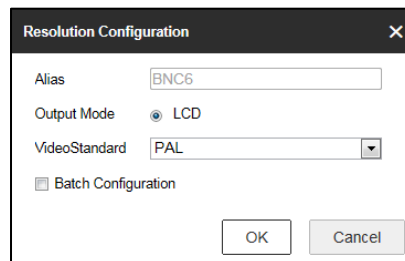 Resolution Configuration
Alias BNC6
Output Mode LCD
VideoStandard PAL
Batch Configuration
OK Cancel